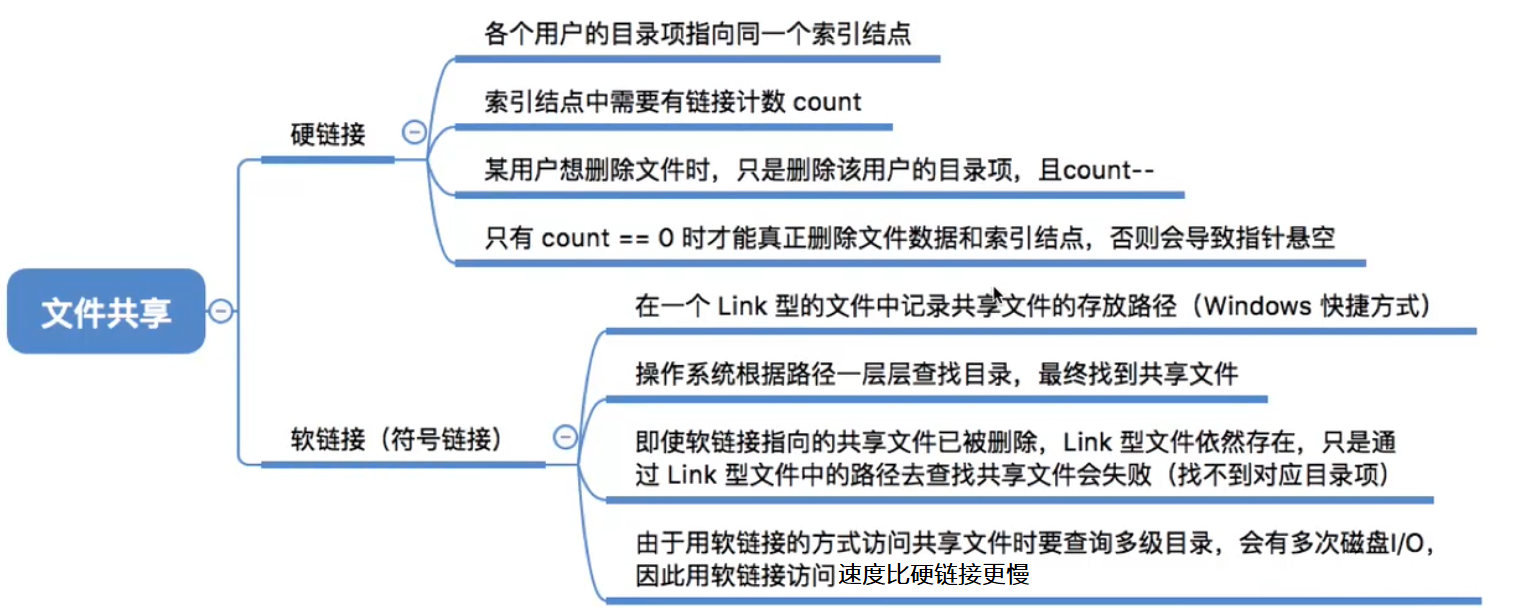 各个用户的目录项指向同一个索引结点
索引结点中需要有链接计数 count
硬链接
某用户想删除文件时，只是删除该用户的目录项，且count--
只有 count == 0 时才能真正删除文件数据和索引结点，否则会导致指针悬空
文件共享
在一个 Link 型的文件中记录共享文件的存放路径（Windows 快捷方式）
操作系统根据路径一层层查找目录，最终找到共享文件
软链接（符号链接）
即使软链接指向的共享文件已被删除，Link 型文件依然存在，只是通
过 Link 型文件中的路径去查找共享文件会失败（找不到对应目录项）
由于用软链接的方式访问共享文件时要查询多级目录，会有多次磁盘I/O，
因此用软链接访问速度比硬链接更慢